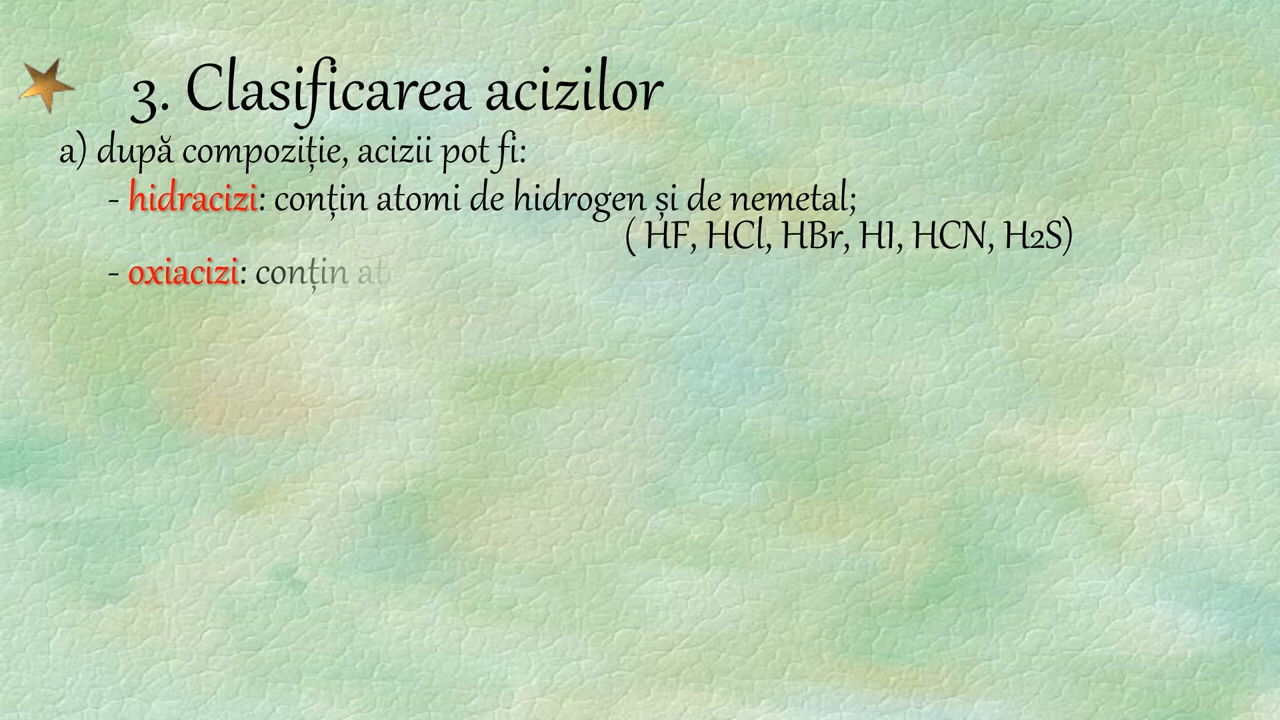 3. Clasificarea acizilor
a) după compoziție, acizii pot fi:
- hidracizi: conțin atomi de hidrogen și de nemetal;
( HF, HCl, HBr, HI, HCN, H2S)
- oxiacizi: conțin